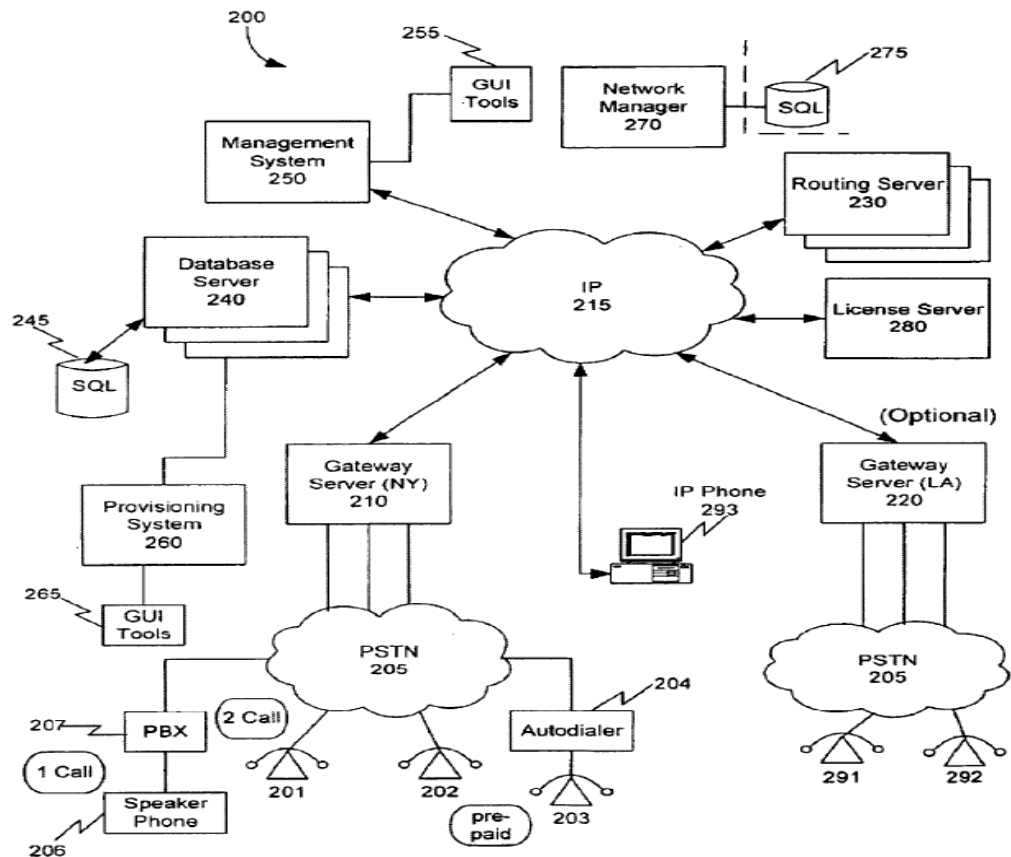 200
255
GUI
Tools
Network
Manager
270
275
SQL
Management
System
250
Routing Server
230
Database
Server
240
IP
215
License Server
280
245
SQL
(Optional)
Gateway
Server (NY)
210
IP Phone
293
Gateway
Server (LA)
220
Provisioning
System
260
265
GUI
Tools
PSTN
205
PSTN
205
204
207
PBX
2 Call
Autodialer
1 Call
201
202
203
291
292
Speaker
Phone
pre-
paid
206